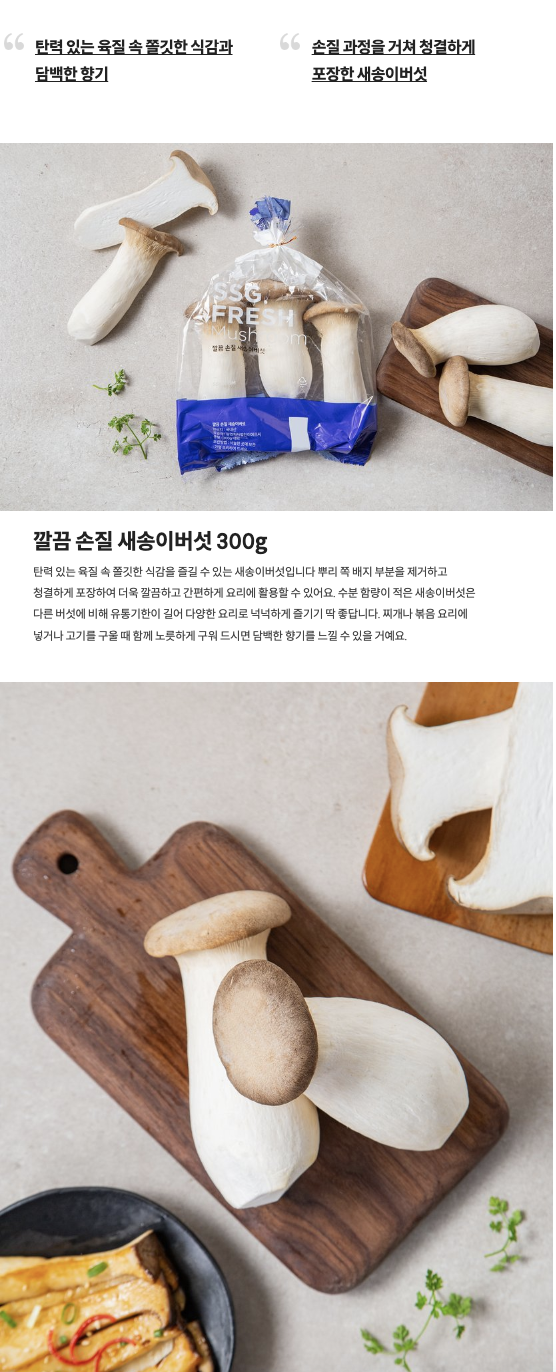 탄력 있는 육질 속 쫄깃한 식감과
담백한 향기
손질 과정을 거쳐 청결하게
포장한 새송이버섯
SSG
FRESH
Mushroom
깔끔 손질 새송이버섯
깔끔 손질 새송이버섯
깔끔 손질 새송이버섯 300g
탄력 있는 육질 속 쫄깃한 식감을 즐길 수 있는 새송이버섯입니다 뿌리 쪽 배지 부분을 제거하고
청결하게 포장하여 더욱 깔끔하고 간편하게 요리에 활용할 수 있어요. 수분 함량이 적은 새송이버섯은
다른 버섯에 비해 유통기한이 길어 다양한 요리로 넉넉하게 즐기기 딱 좋답니다. 찌개나 볶음 요리에
넣거나 고기를 구울 때 함께 노릇하게 구워 드시면 담백한 향기를 느낄 수 있을 거예요.